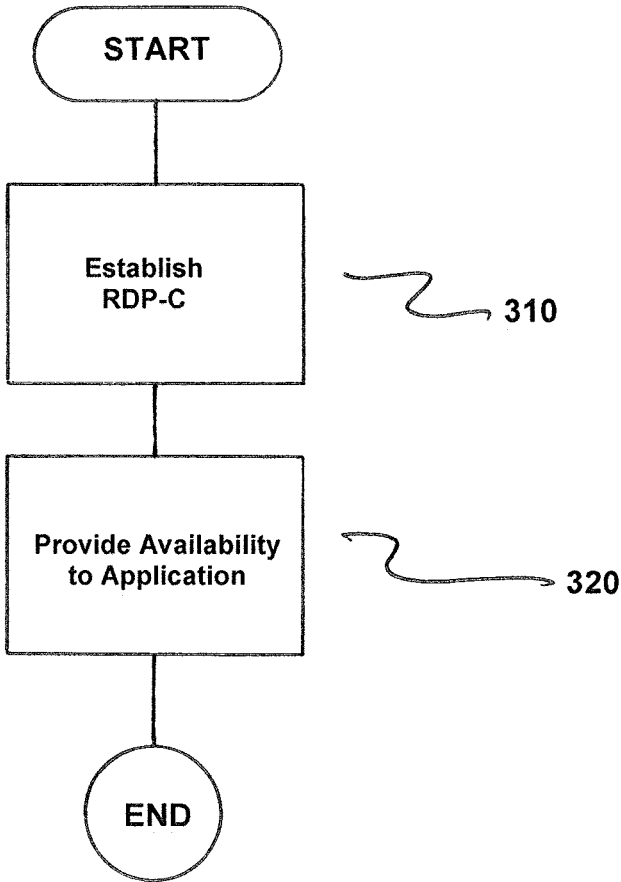 START
Establish
RDP-C
310
Provide Availability
to Application
320
END